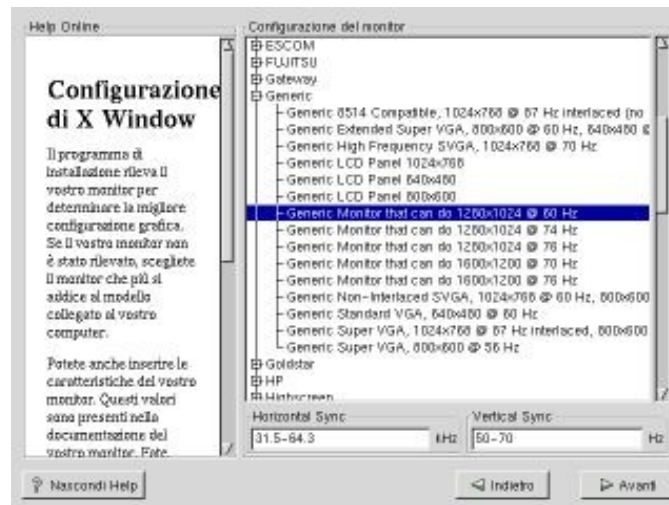 Help Online
Configurazione
di X Window
Il programma di
installazione rileva il
vostro monitor per
determinare la migliore
configurazione grafica.
Se il vostro monitor non
è stato rilevato, scegliete
il monitor che più si
addice al modello
collegato al vostro
computer.
Potete anche inserire le
caratteristiche del vostro
monitor. Questi valori
sono presenti nella
documentazione del
vostro monitor. Fate
Configurazione del monitor
ESCOM
FUJITSU
Gateway
Generic
Generic 8514 Compatible, 1024x768 @ 87 Hz interlaced (no
Generic Extended Super VGA, 800x600 @ 60 Hz, 640x480 @
Generic High Frequency SVGA, 1024x768 @ 70 Hz
Generic LCD Panel 1024x768
Generic LCD Panel 640x480
Generic LCD Panel 800x600
Generic Monitor that can do 1280x1024 @ 60 Hz
Generic Monitor that can do 1280x1024 @ 74 Hz
Generic Monitor that can do 1280x1024 @ 76 Hz
Generic Monitor that can do 1600x1200 @ 70 Hz
Generic Monitor that can do 1600x1200 @ 76 Hz
Generic Non-Interlaced SVGA, 1024x768 @ 60 Hz, 800x600
Generic Standard VGA, 640x480 @ 60 Hz
Generic Super VGA, 1024x768 @ 87 Hz interlaced, 800x600
Generic Super VGA, 800x600 @ 56 Hz
Goldstar
HP
Highscreen
Horizontal Sync
31.5-64.3 kHz
Vertical Sync
50-70 Hz
Nascondi Help
Indietro
Avanti